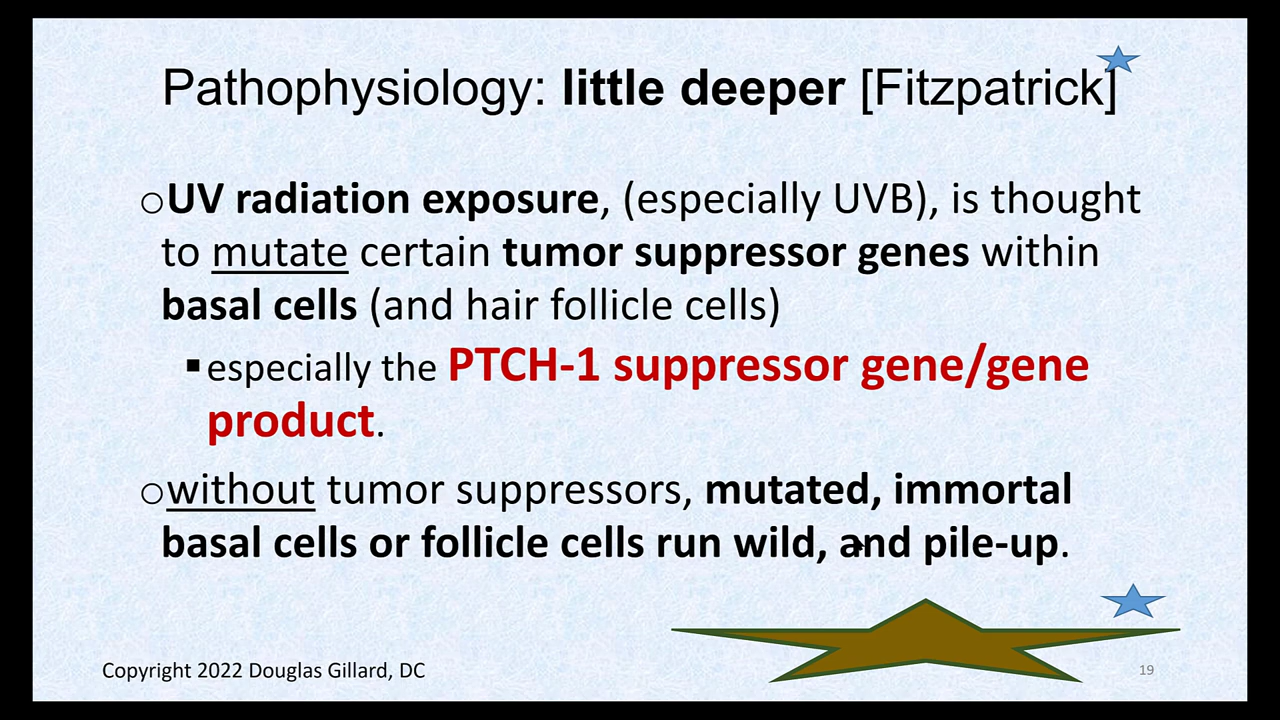 Pathophysiology: little deeper [Fitzpatrick]
oUV radiation exposure, (especially UVB), is thought
to mutate certain tumor suppressor genes within
basal cells (and hair follicle cells)
▪especially the PTCH-1 suppressor gene/gene
product.
owithout tumor suppressors, mutated, immortal
basal cells or follicle cells run wild, and pile-up.
Copyright 2022 Douglas Gillard, DC
19